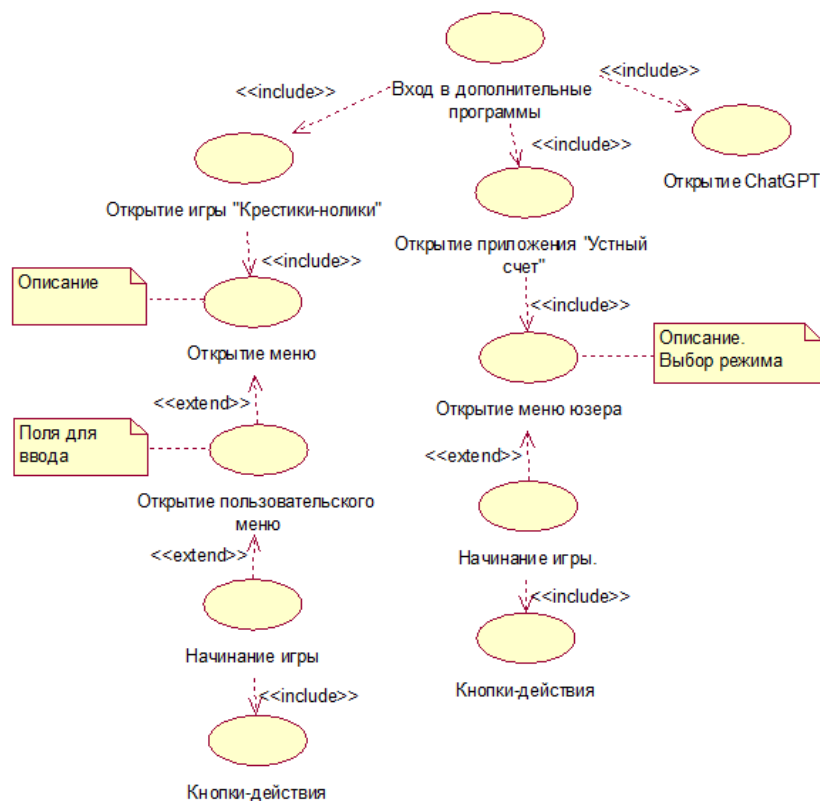 <<include>>
Вход в дополнительные
программы
<<include>>
<<include>>
Открытие ChatGPT
Открытие игры "Крестики-нолики"
<<include>>
Описание
Открытие меню
<<extend>>
Поля для
ввода
Открытие пользовательского
меню
<<extend>>
Начинание игры
<<include>>
Кнопки-действия
Открытие приложения "Устный
счет"
<<include>>
Описание.
Выбор режима
Открытие меню юзера
<<extend>>
Начинание игры.
<<include>>
Кнопки-действия